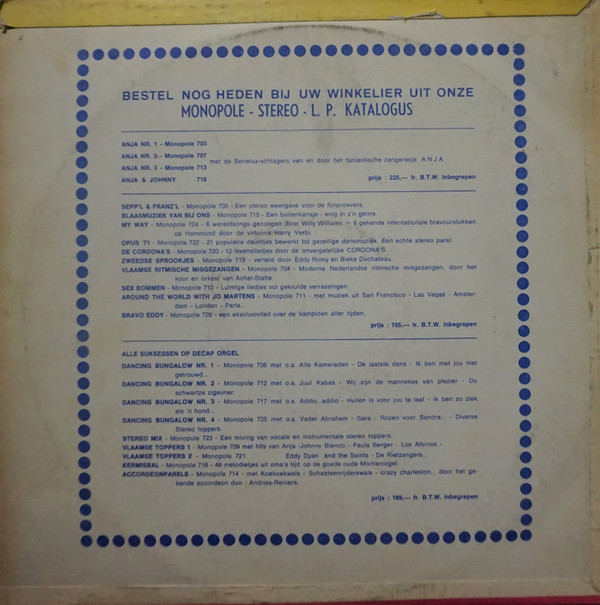 BESTEL NOG HEDEN BIJ UW WINKELIER UIT ONZE
MONOPOLE - STEREO - L. P. KATALOGUS
ANJA NR. 1 - Monopole 703
ANJA NR. 2 - Monopole 707
met de Benelux-schlagers van en door het fantastische zangeresje ANJA
ANJA NR. 3 - Monopole 713
ANJA & JOHNNY 716
prijs : 225,— fr. B.T.W. inbegrepen
SEPP'L & FRANZ'L - Monopole 705 - Een stereo weergave voor de fijnproevers.
BLAASMUZIEK VAN BIJ ONS - Monopole 715 - Een buitenkansje - enig in z'n genre.
MY WAY - Monopole 724 - 6 wereldsongs gezongen door Willy Williams + 6 gekende internationale bravourstukken
op Hammond door de virtuoos Harry Verbi.
OPUS '71 - Monopole 722 - 21 populaire deuntjes bewerkt tot gezellige dansmuziek. Een echte stereo parel.
DE CORDONA'S - Monopole 720 - 12 levensliedjes door de onvergetelijke CORDONA'S.
ZWEEDSE SPROOKJES - Monopole 719 - verteld door Eddy Romy en Bieke Duchateau.
VLAAMSE RITMISCHE MISGEZANGEN - Monopole 704 - Moderne Nederlandse ritmische misgezangen, door het
koor en orkest van Achel-Statie.
SEX BOMMEN - Monopole 710 - Luimige liedjes vol gekruide verrassingen.
AROUND THE WORLD WITH JO MARTENS - Monopole 711 - met muziek uit San Francisco - Las Vegas - Amster-
dam - Londen - Paris...
BRAVO EDDY - Monopole 726 - een eksclusiviteit over de kampioen aller tijden.
prijs : 195,— fr. B.T.W. inbegrepen
ALLE SUKSESSEN OP DECAP ORGEL
DANCING BUNGALOW NR. 1 - Monopole 706 met o.a. Alte Kameraden - De laatste dans - Ik ben met jou niet
getrouwd...
DANCING BUNGALOW NR. 2 - Monopole 712 met o.a. Juul Kabas - Wij zijn de mannekes van plezier - Du
schwartze zigeuner.
DANCING BUNGALOW NR. 3 - Monopole 717 met o.a. Addio, addio - Huilen is voor jou te laat - Ik ben zo ziek
als 'n hond...
DANCING BUNGALOW NR. 4 - Monopole 725 met o.a. Vader Abraham - Sara - Rozen voor Sandra... - Diverse
Stereo toppers.
STEREO MIX - Monopole 723 - Een mixing van vocale en instrumentale stereo toppers.
VLAAMSE TOPPERS 1 - Monopole 709 met hits van Anja - Johnny Blenco - Paula Berger - Los Albinos -
VLAAMSE TOPPERS 2 - Monopole 721 Eddy Dyan and the Saints - De Rietzangers...
KERMISBAL - Monopole 718 - 48 melodietjes uit oma's tijd op de goede oude Mortierorgel.
ACCORDEONPARELS - Monopole 714 - met Koekoekwals - Schaatsenrijderswals - crazy charleston... door het ge-
kende accordeon duo : Andries-Reniers.
prijs : 169,— fr. B.T.W. inbegrepen